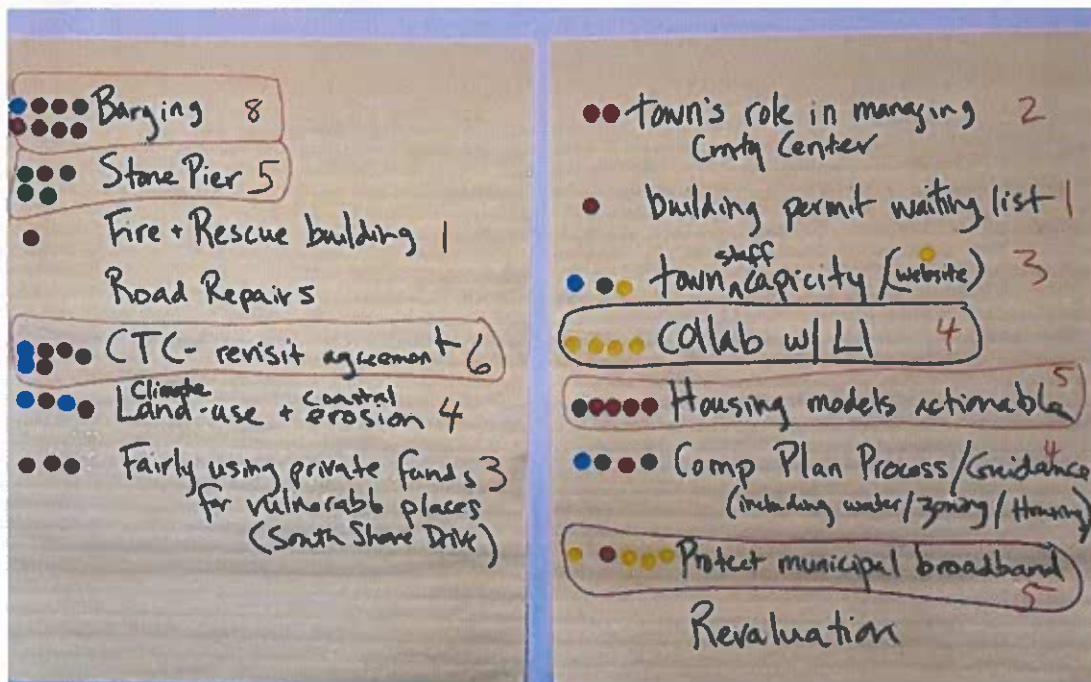 Barging 8
Stone Pier 5
Fire + Rescue building 1
Road Repairs
CTC - revisit agreement 6
Climate coastal
Land-use + erosion 4
Fairly using private funds 3
for vulnerable places
(South Shore Drive)
town's role in managing 2
Cmty Center
building permit waiting list 1
staff
town ^ capicity (website) 3
Collab w/ LI 4
Housing models actionable 5
Comp Plan Process/Guidance 4
(including water/zoning/Housing)
Protect municipal broadband
5
Revaluation